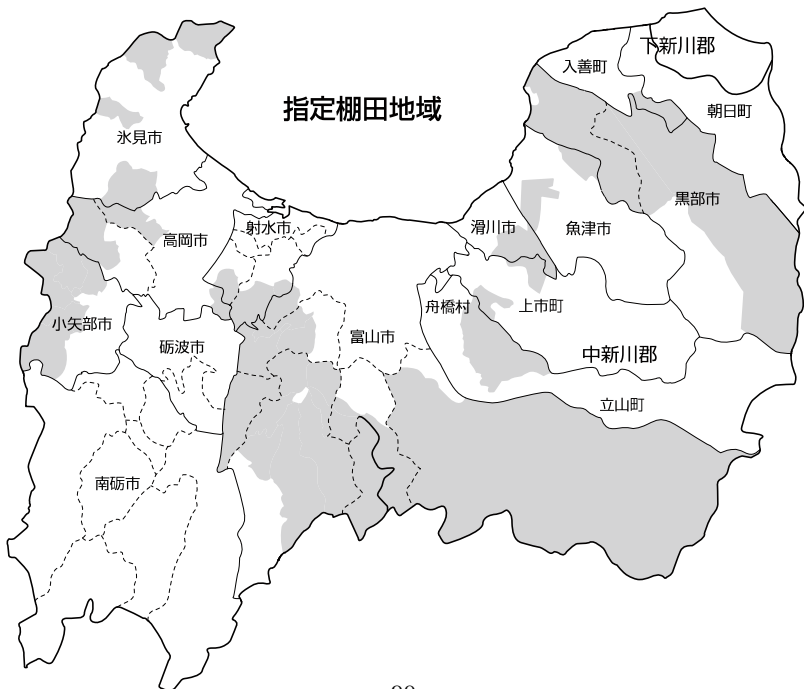 下新川郡
入善町
指定棚田地域
朝日町
氷見市
黒部市
射水市
滑川市
魚津市
高岡市
舟橋村
上市町
小矢部市
富山市
砺波市
中新川郡
立山町
南砺市